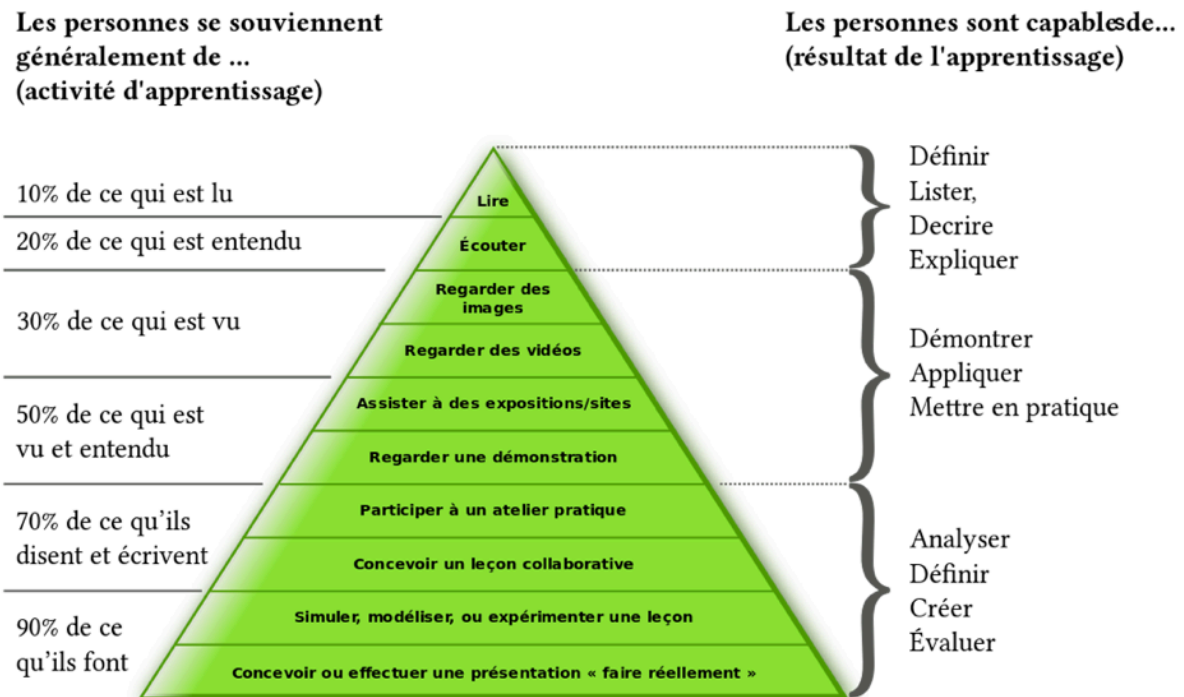 Les personnes se souviennent
généralement de ...
(activité d'apprentissage)
Les personnes sont capablesde...
(résultat de l'apprentissage)
10% de ce qui est lu
20% de ce qui est entendu
30% de ce qui est vu
50% de ce qui est
vu et entendu
70% de ce qu’ils
disent et écrivent
90% de ce
qu’ils font
Lire
Écouter
Regarder des
images
Regarder des vidéos
Assister à des expositions/sites
Regarder une démonstration
Participer à un atelier pratique
Concevoir un leçon collaborative
Simuler, modéliser, ou expérimenter une leçon
Concevoir ou effectuer une présentation « faire réellement »
Définir
Lister,
Decrire
Expliquer
Démontrer
Appliquer
Mettre en pratique
Analyser
Définir
Créer
Évaluer